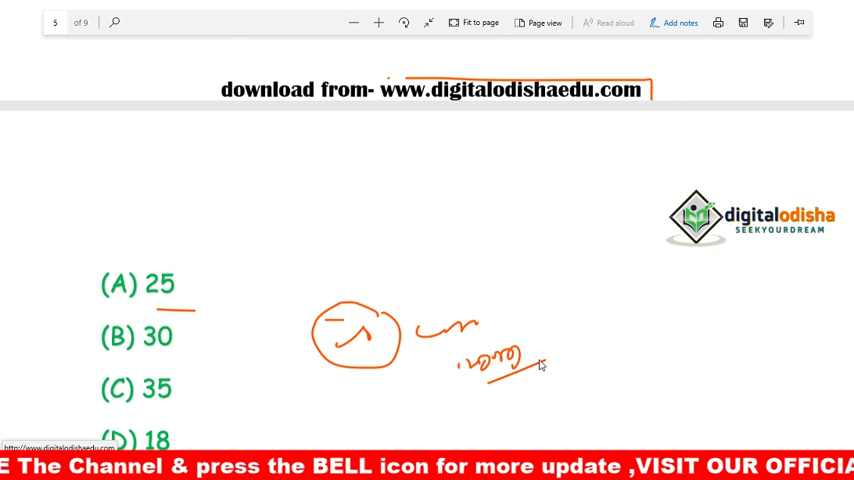 5 of 9 Fit to page Page view Read aloud Add notes
download from- www.digitalodishaedu.com
digitalodisha
SEEKYOURDREAM
(A) 25
(B) 30
(C) 35
(D) 18
http://www.digitalodishaedu.com
E The Channel & press the BELL icon for more update ,VISIT OUR OFFICIA